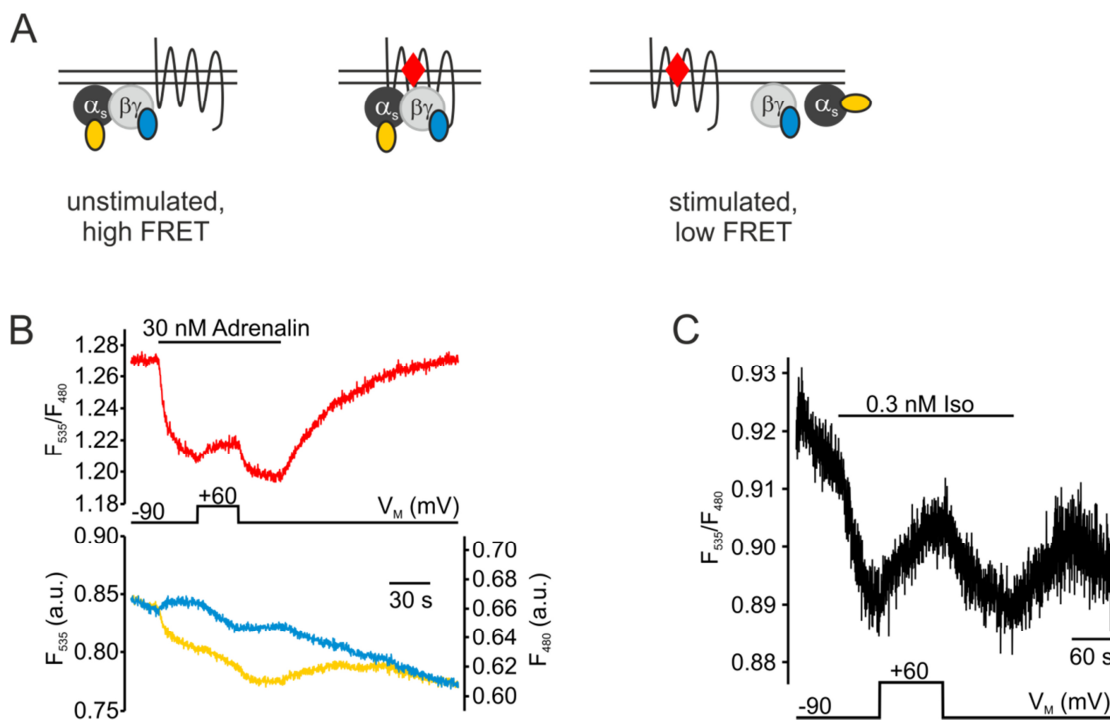 A
αs βγ
αs βγ
βγ αs
unstimulated,
high FRET
stimulated,
low FRET
B
30 nM Adrenalin
1.28
1.26
1.22
1.20
1.18
F535/F480
-90 +60 VM (mV)
0.90
0.85
0.80
0.75
F535 (a.u.)
0.70
0.68
0.66
0.64
0.62
0.60
F480 (a.u.)
30 s
C
0.3 nM Iso
0.93
0.92
0.91
0.90
0.89
0.88
F535/F480
60 s
-90 +60 VM (mV)